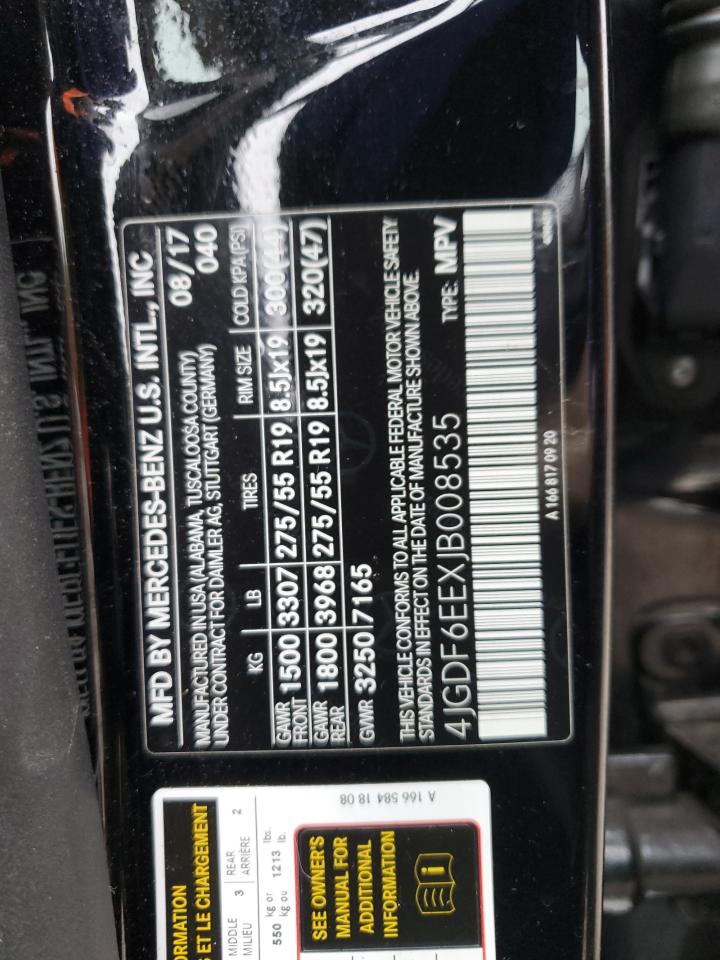 MFD BY MERCEDES-BENZ U.S. INTL., INC
MANUFACTURED IN USA (ALABAMA, TUSCALOOSA COUNTY) 08/17
UNDER CONTRACT FOR DAIMLER AG, STUTTGART (GERMANY) 040
KG LB TIRES RIM SIZE COLD KPA (PSI)
GAWR FRONT 1500 3307 275/55 R19 8.5Jx19 300(44)
GAWR REAR 1800 3968 275/55 R19 8.5Jx19 320(47)
GVWR 3250 7165
THIS VEHICLE CONFORMS TO ALL APPLICABLE FEDERAL MOTOR VEHICLE SAFETY
STANDARDS IN EFFECT ON THE DATE OF MANUFACTURE SHOWN ABOVE.
4JGDF6EEXJB008535 TYPE: MPV
A 166 817 09 20
ORMATION
S ET LE CHARGEMENT
MIDDLE MILIEU 3 REAR ARRIÈRE 2
550 kg or kg ou 1213 lbs. lb.
SEE OWNER'S
MANUAL FOR
ADDITIONAL
INFORMATION
i
A 166 584 18 08